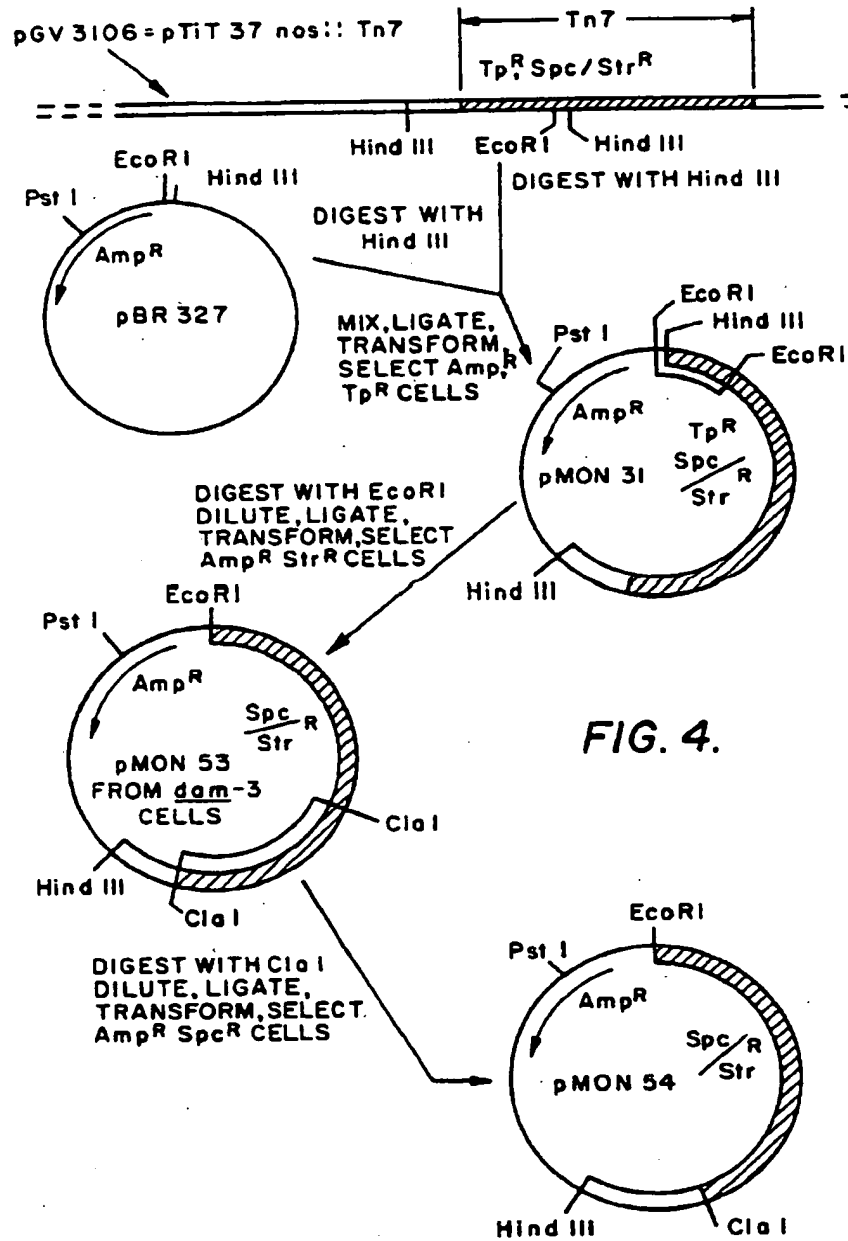 pGV 3106 = pTiT 37 nos:: Tn7
Tn7
Tp^R, Spc/Str^R
Hind III
EcoRI
Hind III
EcoRI
Hind III
Pst I
Amp^R
pBR 327
DIGEST WITH
Hind III
DIGEST WITH Hind III
MIX, LIGATE,
TRANSFORM,
SELECT Amp^R,
Tp^R CELLS
EcoRI
Hind III
EcoRI
Pst I
Amp^R
Tp^R
Spc/Str^R
pMON 31
Hind III
DIGEST WITH EcoRI
DILUTE, LIGATE,
TRANSFORM, SELECT
Amp^R Str^R CELLS
EcoRI
Pst I
Amp^R
Spc/Str^R
pMON 53
FROM dam-3
CELLS
Cla I
Hind III
Cla I
FIG. 4.
DIGEST WITH Cla I
DILUTE, LIGATE,
TRANSFORM, SELECT
Amp^R Spc^R CELLS
EcoRI
Pst I
Amp^R
Spc/Str^R
pMON 54
Hind III
Cla I